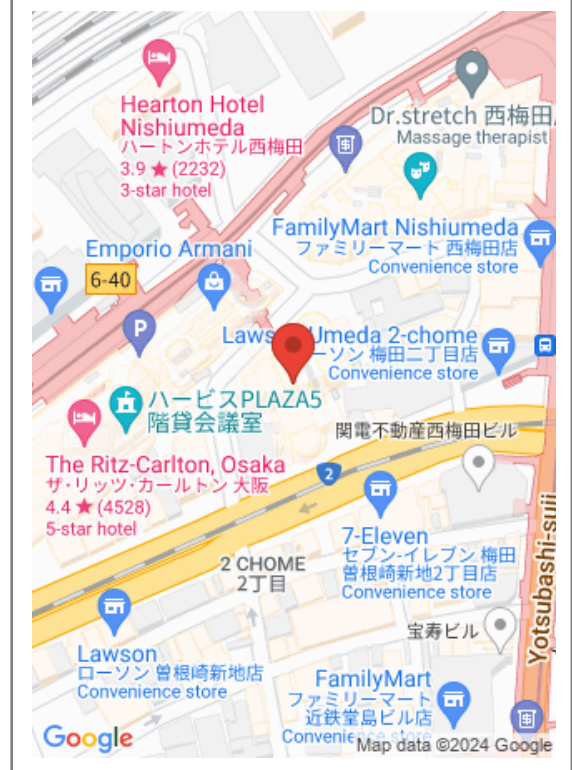 Hearton Hotel
Nishiumeda
ハートンホテル西梅田
3.9 ★ (2232)
3-star hotel
Dr.stretch 西梅田
Massage therapist
FamilyMart Nishiumeda
ファミリーマート 西梅田店
Convenience store
Emporio Armani
6-40
P
Umeda 2-chome
ーソン 梅田二丁目店
Convenience store
ハービスPLAZA5
階貸会議室
関電不動産西梅田ビル
The Ritz-Carlton, Osaka
ザ・リッツ・カールトン 大阪
4.4 ★ (4528)
5-star hotel
2
7-Eleven
セブン-イレブン 梅田
曽根崎新地2丁目店
Convenience store
2 CHOME
2丁目
Yotsubashi-suji
宝寿ビル
Lawson
ローソン 曽根崎新地店
Convenience store
FamilyMart
ファミリーマート
近鉄堂島ビル店
Google
Map data ©2024 Google